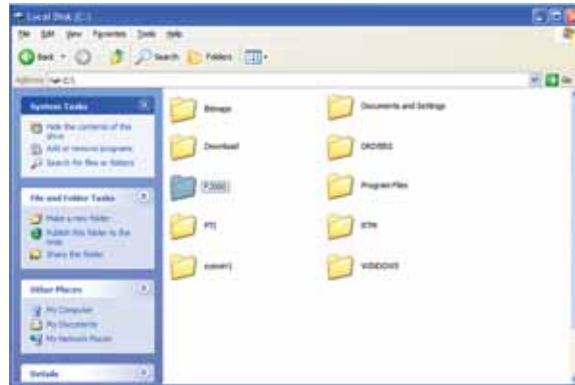 Local Disk (C:)
File Edit View Favorites Tools Help
Back Search Folders
Address C:\ Go
System Tasks
Hide the contents of this drive
Add or remove programs
Search for files or folders
File and Folder Tasks
Make a new folder
Publish this folder to the Web
Share this folder
Other Places
My Computer
My Documents
My Network Places
Details
Bitmaps
Documents and Settings
Download
DRIVERS
Program Files
PTI
WINDOWS